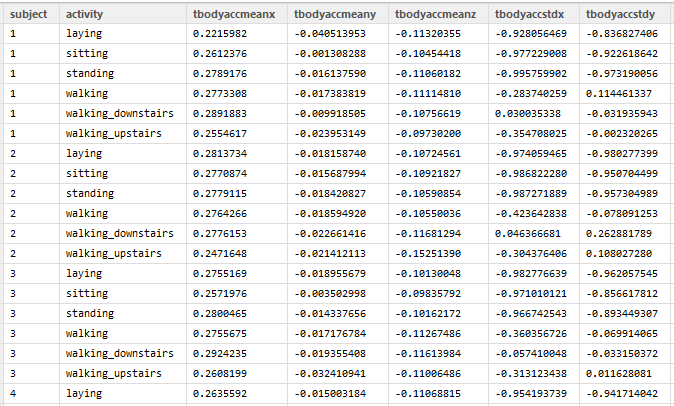 subject activity tbodyaccmeanx tbodyaccmeany tbodyaccmeanz tbodyaccstdx tbodyaccstdy
1 laying 0.2215982 -0.040513953 -0.11320355 -0.928056469 -0.836827406
1 sitting 0.2612376 -0.001308288 -0.10454418 -0.977229008 -0.922618642
1 standing 0.2789176 -0.016137590 -0.11060182 -0.995759902 -0.973190056
1 walking 0.2773308 -0.017383819 -0.11114810 -0.283740259 0.114461337
1 walking_downstairs 0.2891883 -0.009918505 -0.10756619 0.030035338 -0.031935943
1 walking_upstairs 0.2554617 -0.023953149 -0.09730200 -0.354708025 -0.002320265
2 laying 0.2813734 -0.018158740 -0.10724561 -0.974059465 -0.980277399
2 sitting 0.2770874 -0.015687994 -0.10921827 -0.986822280 -0.950704499
2 standing 0.2779115 -0.018420827 -0.10590854 -0.987271889 -0.957304989
2 walking 0.2764266 -0.018594920 -0.10550036 -0.423642838 -0.078091253
2 walking_downstairs 0.2776153 -0.022661416 -0.11681294 0.046366681 0.262881789
2 walking_upstairs 0.2471648 -0.021412113 -0.15251390 -0.304376406 0.108027280
3 laying 0.2755169 -0.018955679 -0.10130048 -0.982776639 -0.962057545
3 sitting 0.2571976 -0.003502998 -0.09835792 -0.971010121 -0.856617812
3 standing 0.2800465 -0.014337656 -0.10162172 -0.966742543 -0.893449307
3 walking 0.2755675 -0.017176784 -0.11267486 -0.360356726 -0.069914065
3 walking_downstairs 0.2924235 -0.019355408 -0.11613984 -0.057410048 -0.033150372
3 walking_upstairs 0.2608199 -0.032410941 -0.11006486 -0.313123438 0.011628081
4 laying 0.2635592 -0.015003184 -0.11068815 -0.954193739 -0.941714042